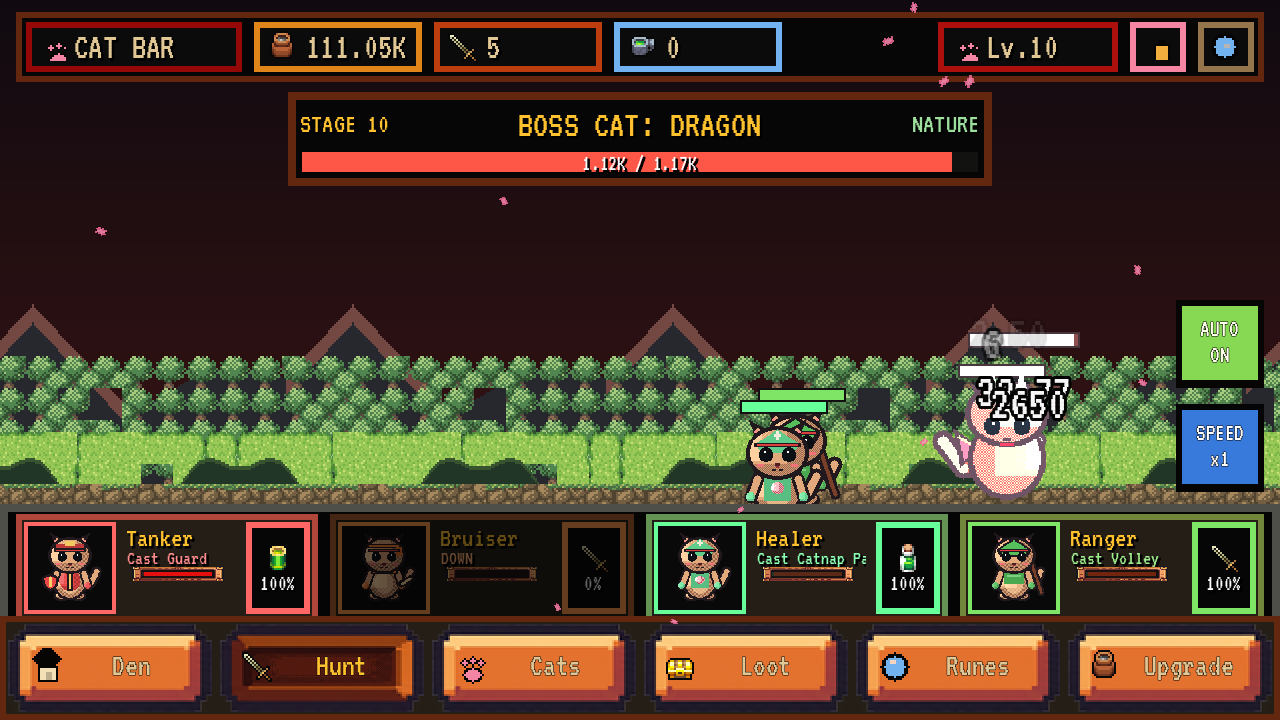 CAT BAR
111.05K
5
0
Lv.10
STAGE 10
BOSS CAT: DRAGON
NATURE
1.12K / 1.17K
AUTO
ON
2650
SPEED
x1
Tanker
Cast Guard
100%
Bruiser
DOWN
0%
Healer
Cast Catnap Pa
100%
Ranger
Cast Volley
100%
Den
Hunt
Cats
Loot
Runes
Upgrade